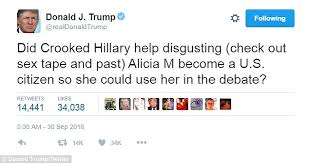 Donald J. Trump
@realDonaldTrump
Following
Did Crooked Hillary help disgusting (check out
sex tape and past) Alicia M become a U.S.
citizen so she could use her in the debate?
RETWEETS LIKES
14,441 34,038
5:30 AM - 30 Sep 2016
14K 34K
© Donald Trump/Twitter